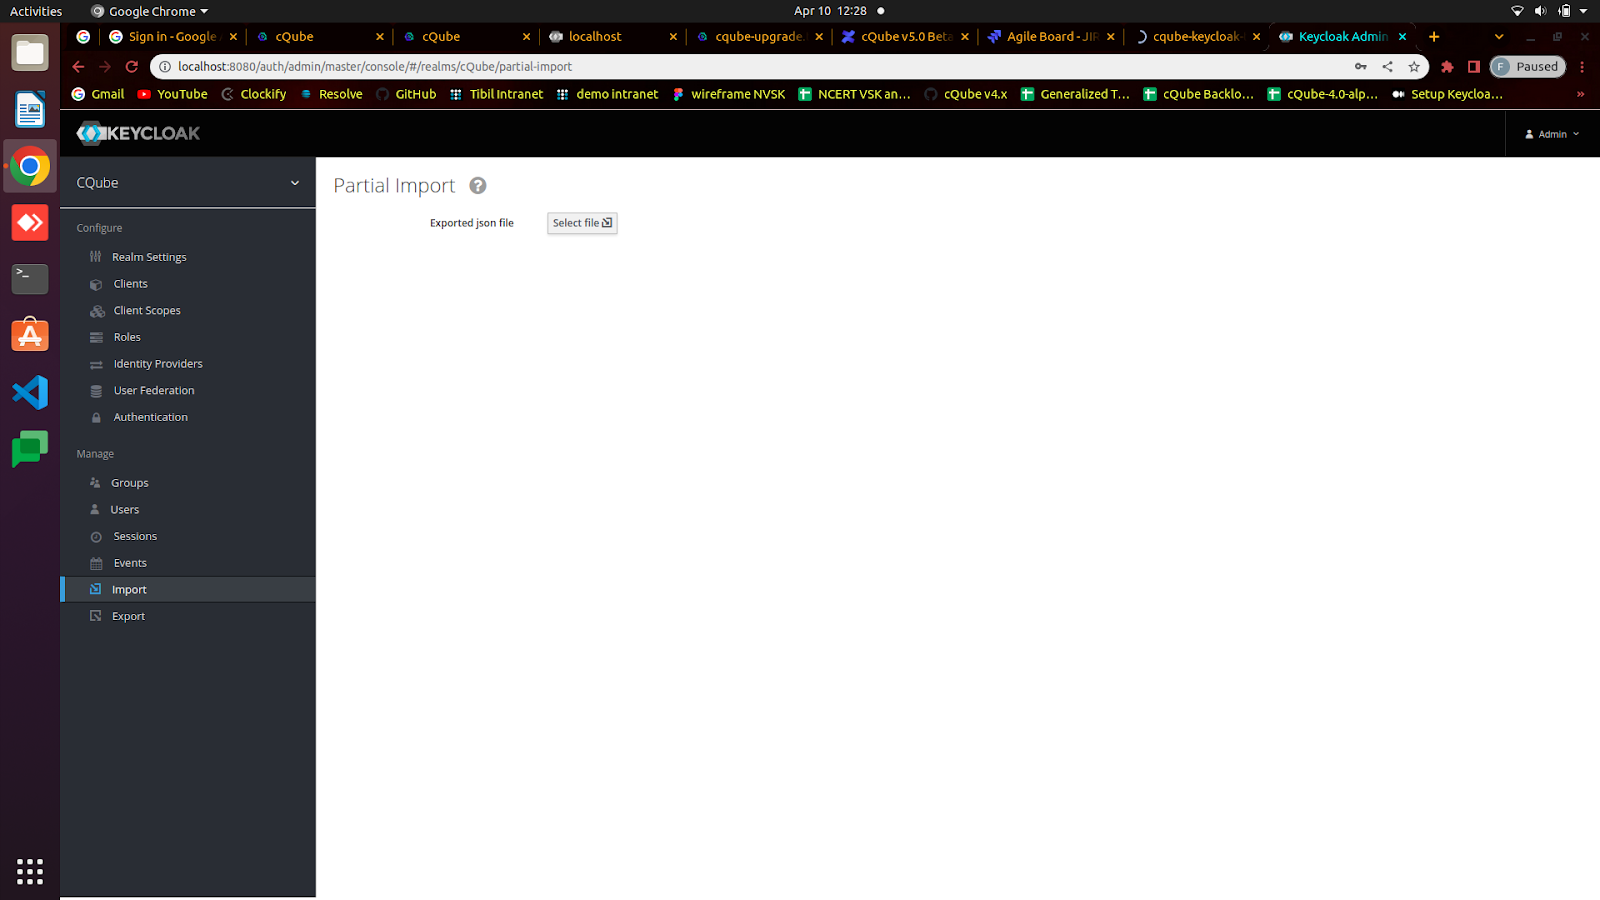 Activities
Google Chrome
Apr 10 12:28
Sign in - Google
cQube
cQube
localhost
cqube-upgrade.
cQube v5.0 Beta
Agile Board - JIR
cqube-keycloak-
Keycloak Admin
localhost:8080/auth/admin/master/console/#/realms/cQube/partial-import
F Paused
Gmail
YouTube
Clockify
Resolve
GitHub
Tibil Intranet
demo intranet
wireframe NVSK
NCERT VSK an...
cQube v4.x
Generalized T...
cQube Backlo...
cQube-4.0-alp...
Setup Keycloa...
KEYCLOAK
Admin
CQube
Partial Import
Exported json file
Select file
Configure
Realm Settings
Clients
Client Scopes
Roles
Identity Providers
User Federation
Authentication
Manage
Groups
Users
Sessions
Events
Import
Export